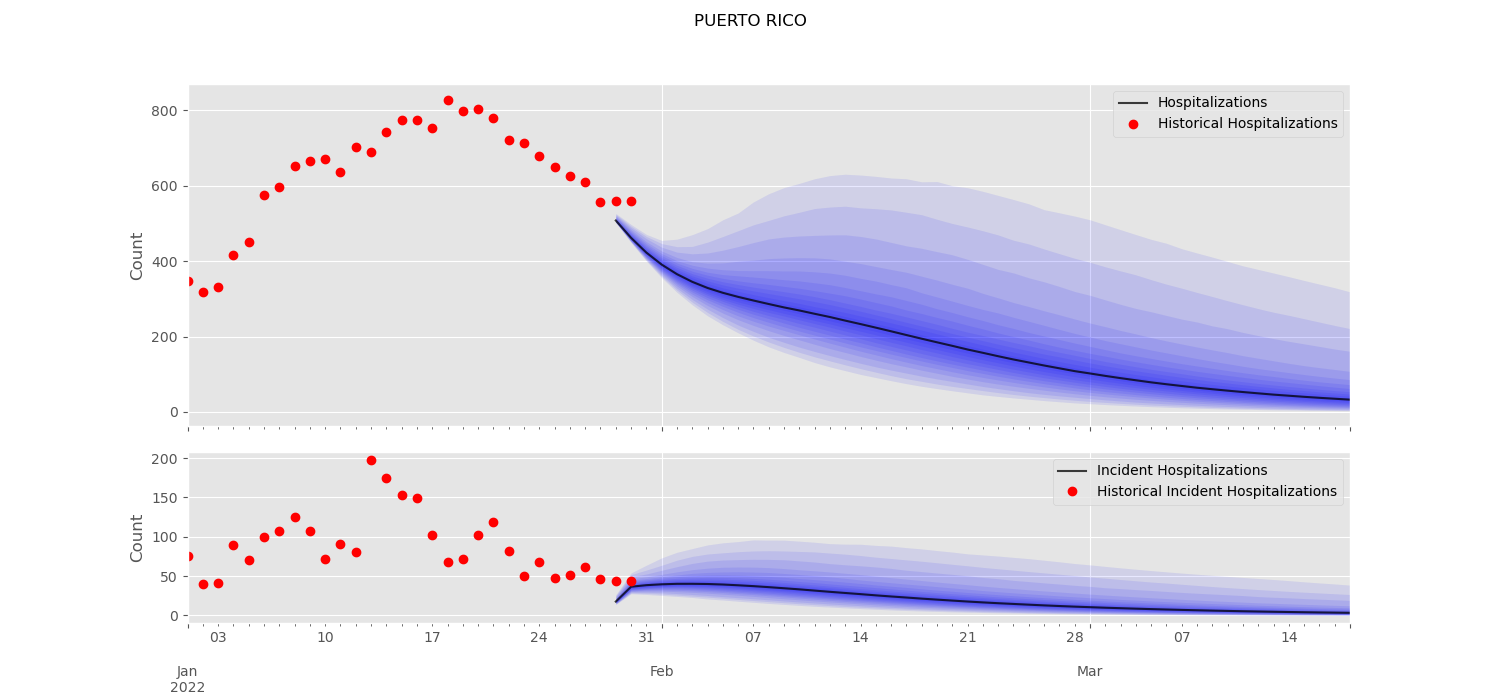 PUERTO RICO
800
600
400
200
0
Count
Hospitalizations
Historical Hospitalizations
200
150
100
50
0
Count
Incident Hospitalizations
Historical Incident Hospitalizations
03 10 17 24 31 07 14 21 28 07 14
Jan Feb Mar
2022